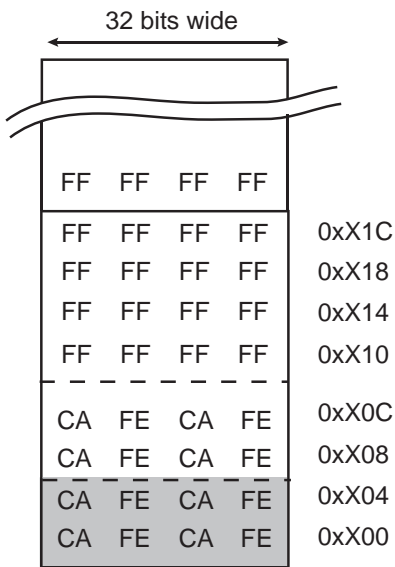 32 bits wide
FF FF FF FF
FF FF FF FF 0xX1C
FF FF FF FF 0xX18
FF FF FF FF 0xX14
FF FF FF FF 0xX10
CA FE CA FE 0xX0C
CA FE CA FE 0xX08
CA FE CA FE 0xX04
CA FE CA FE 0xX00